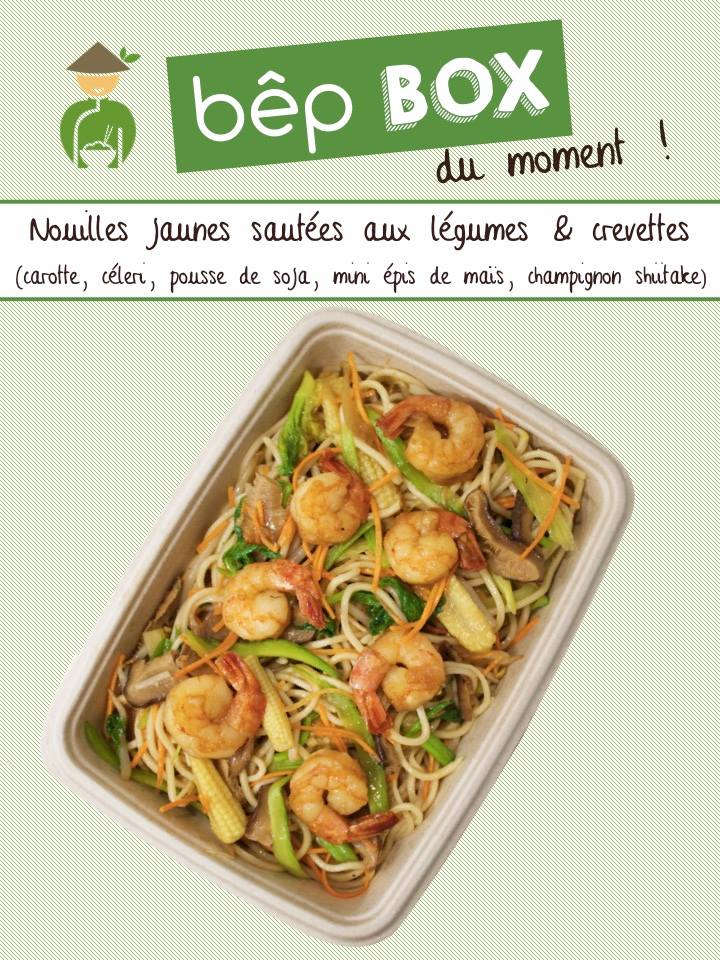 bêp BOX
du moment !
Nouilles jaunes sautées aux légumes & crevettes
(carotte, céleri, pousse de soja, mini épis de maïs, champignon shiitake)